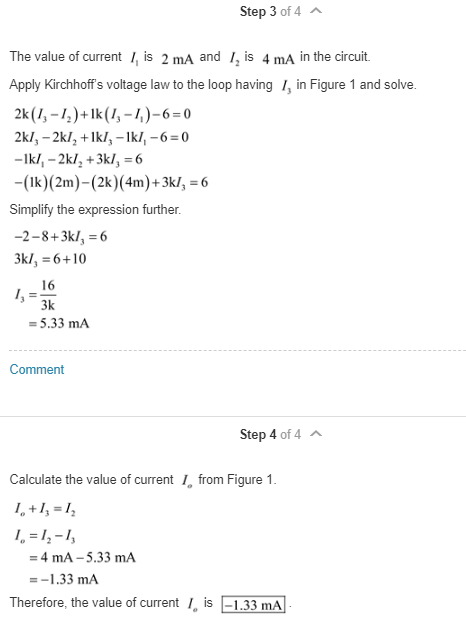 Step 3 of 4
The value of current I₁ is 2 mA and I₂ is 4 mA in the circuit.
Apply Kirchhoff's voltage law to the loop having I₃ in Figure 1 and solve.
2k(I₃ − I₂)+1k(I₃ − I₁)−6 = 0
2kI₃ − 2kI₂ +1kI₃ −1kI₁ −6 = 0
−1kI₁ −2kI₂ +3kI₃ = 6
−(1k)(2m)−(2k)(4m)+3kI₃ = 6
Simplify the expression further.
−2−8+3kI₃ = 6
3kI₃ = 6+10
I₃ = 16/3k
= 5.33 mA
Comment
Step 4 of 4
Calculate the value of current Iₒ from Figure 1.
Iₒ + I₃ = I₂
Iₒ = I₂ − I₃
= 4 mA − 5.33 mA
= −1.33 mA
Therefore, the value of current Iₒ is −1.33 mA.